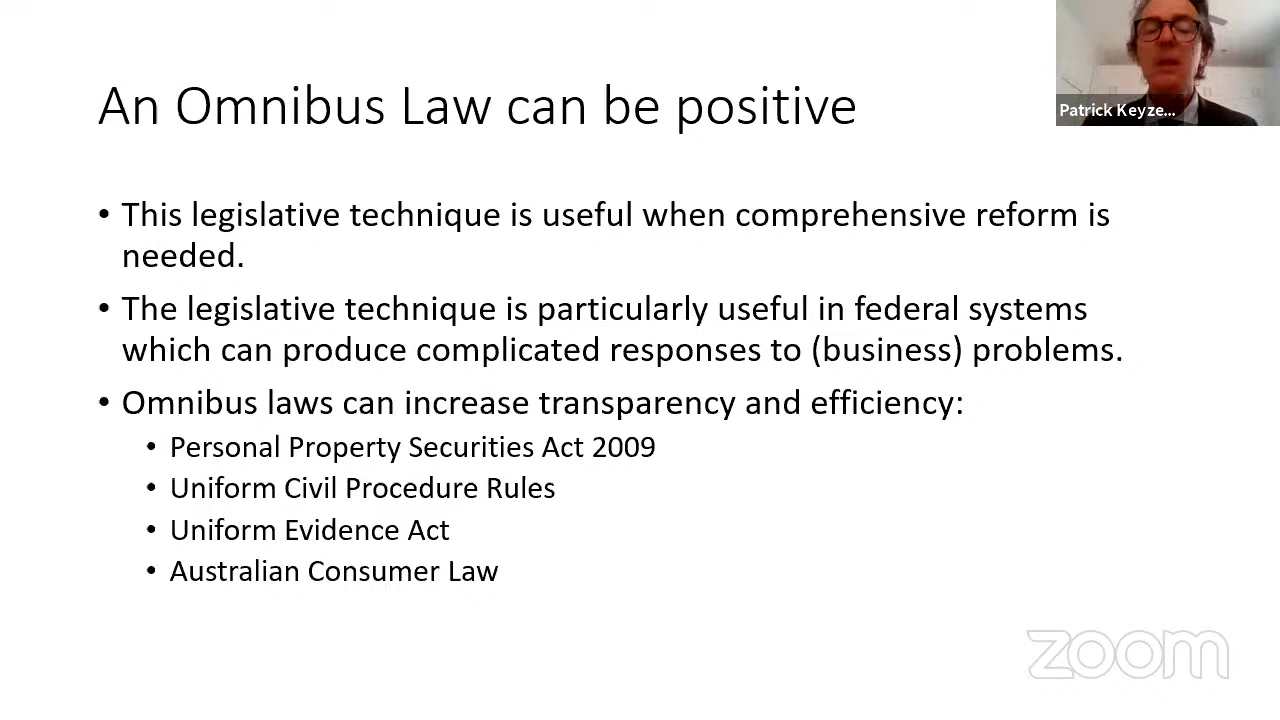 An Omnibus Law can be positive
Patrick Keyze...
• This legislative technique is useful when comprehensive reform is
needed.
• The legislative technique is particularly useful in federal systems
which can produce complicated responses to (business) problems.
• Omnibus laws can increase transparency and efficiency:
• Personal Property Securities Act 2009
• Uniform Civil Procedure Rules
• Uniform Evidence Act
• Australian Consumer Law
zoom